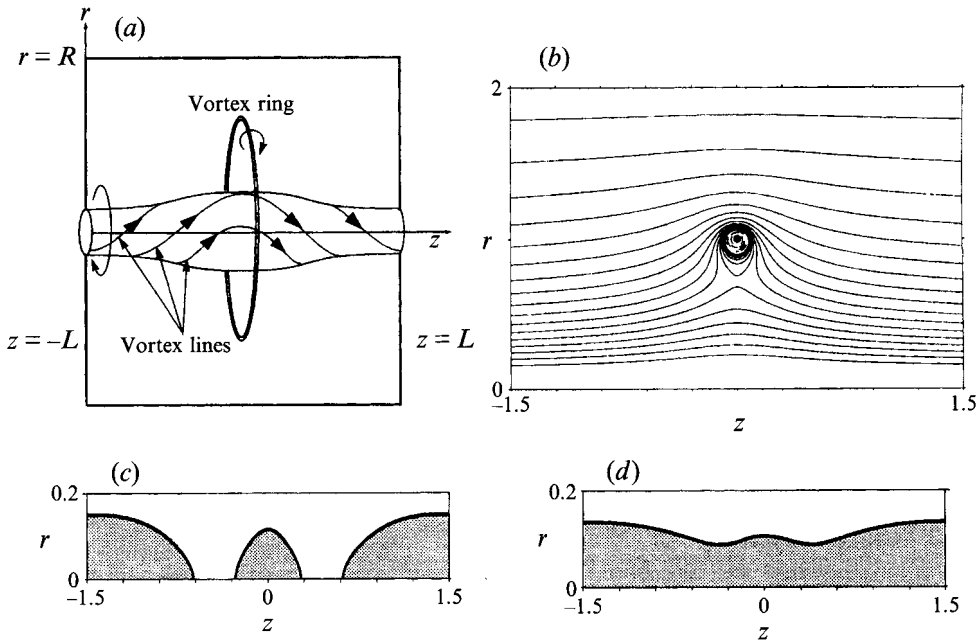 r
(a)
r = R
Vortex ring
z
z = –L
Vortex lines
z = L
(b)
2
r
0
–1.5
z
1.5
(c)
0.2
r
0
–1.5
0
1.5
z
(d)
0.2
r
0
–1.5
0
1.5
z